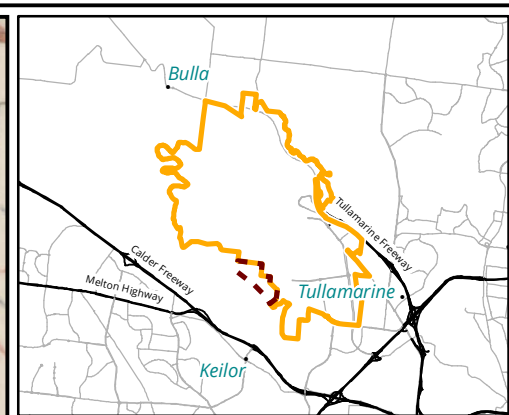 Bulla
Tullamarine Freeway
Calder Freeway
Melton Highway
Tullamarine
Keilor